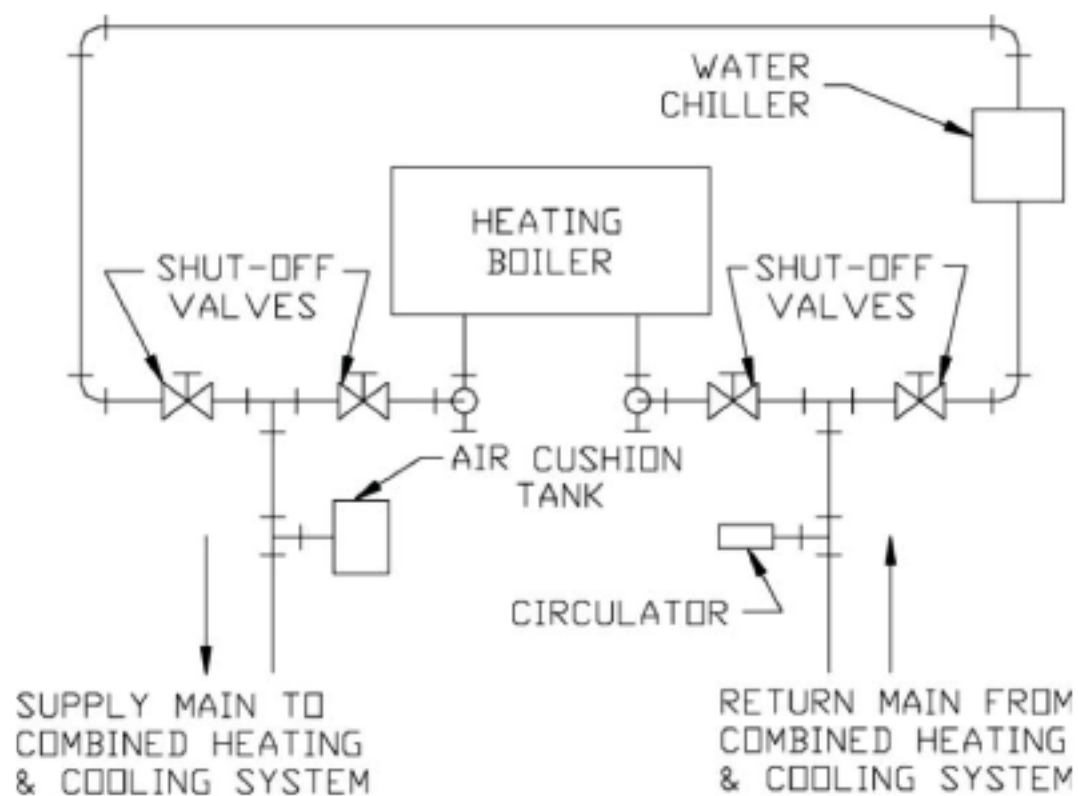 WATER
CHILLER
HEATING
BOILER
SHUT-OFF
VALVES
SHUT-OFF
VALVES
AIR CUSHION
TANK
CIRCULATOR
SUPPLY MAIN TO
COMBINED HEATING
& COOLING SYSTEM
RETURN MAIN FROM
COMBINED HEATING
& COOLING SYSTEM